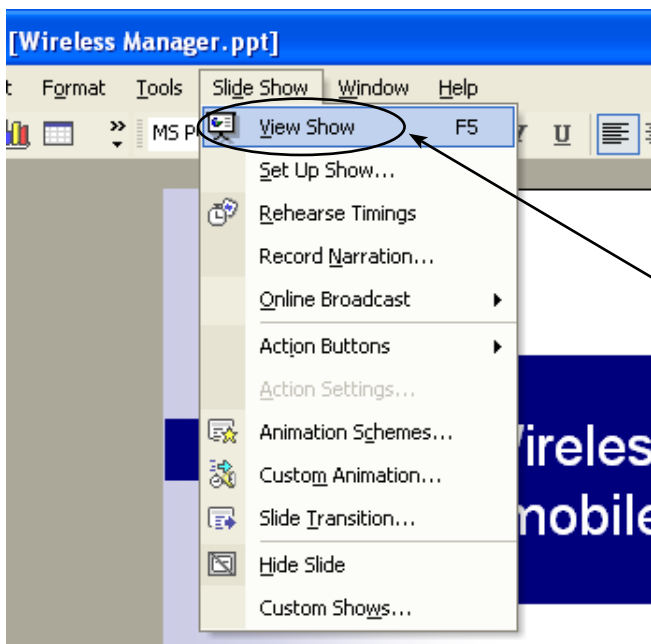 [Wireless Manager.ppt]
t Format Tools Slide Show Window Help
MS P U
View Show F5
Set Up Show...
Rehearse Timings
Record Narration...
Online Broadcast
Action Buttons
Action Settings...
Animation Schemes...
Custom Animation...
Slide Transition...
Hide Slide
Custom Shows...
ireles
mobile